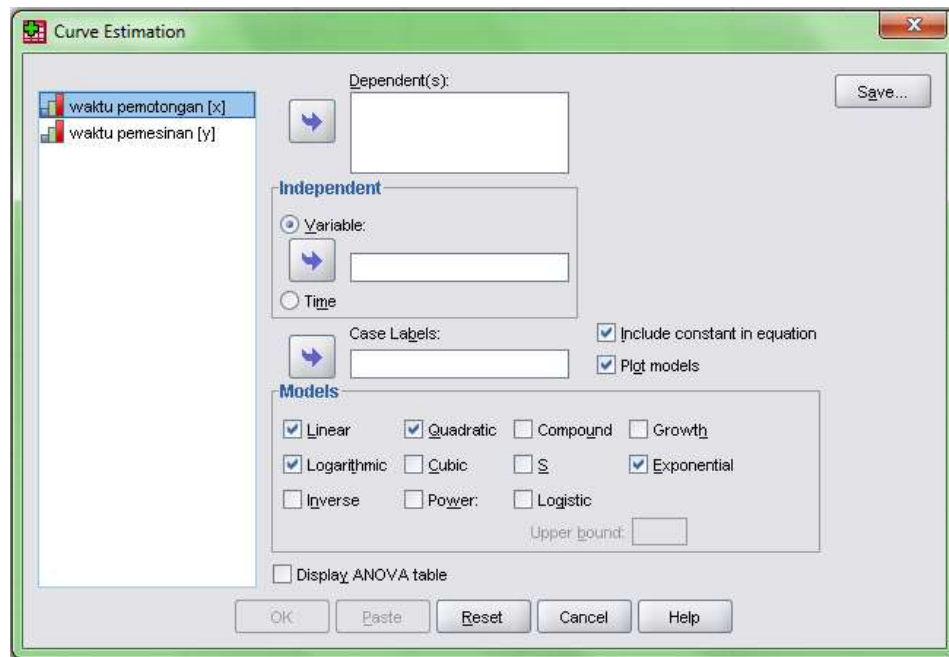 Curve Estimation
waktu pemotongan [x]
waktu pemesinan [y]
Dependent(s):
Save...
Independent
Variable:
Time
Case Labels:
Include constant in equation
Plot models
Models
Linear Quadratic Compound Growth
Logarithmic Cubic S Exponential
Inverse Power: Logistic
Upper bound:
Display ANOVA table
OK Paste Reset Cancel Help